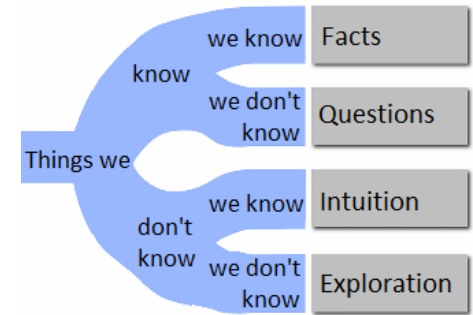 Things we
know
we know
Facts
we don't
know
Questions
don't
know
we know
Intuition
we don't
know
Exploration